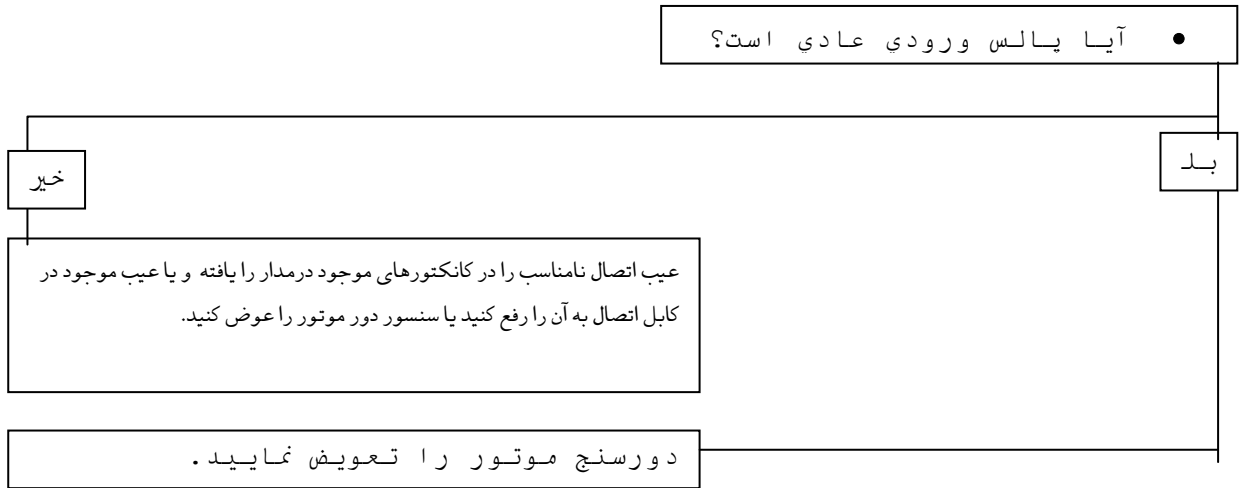 • آيا پالس ورودي عادي است؟
بلـ
خیر
عیب اتصال نامناسب را در کانکتورهای موجود درمدار را یافته و یا عیب موجود در
کابل اتصال به آن را رفع کنید یا سنسور دور موتور را عوض کنید.
دورسنج موتور را تعويض نماييد.